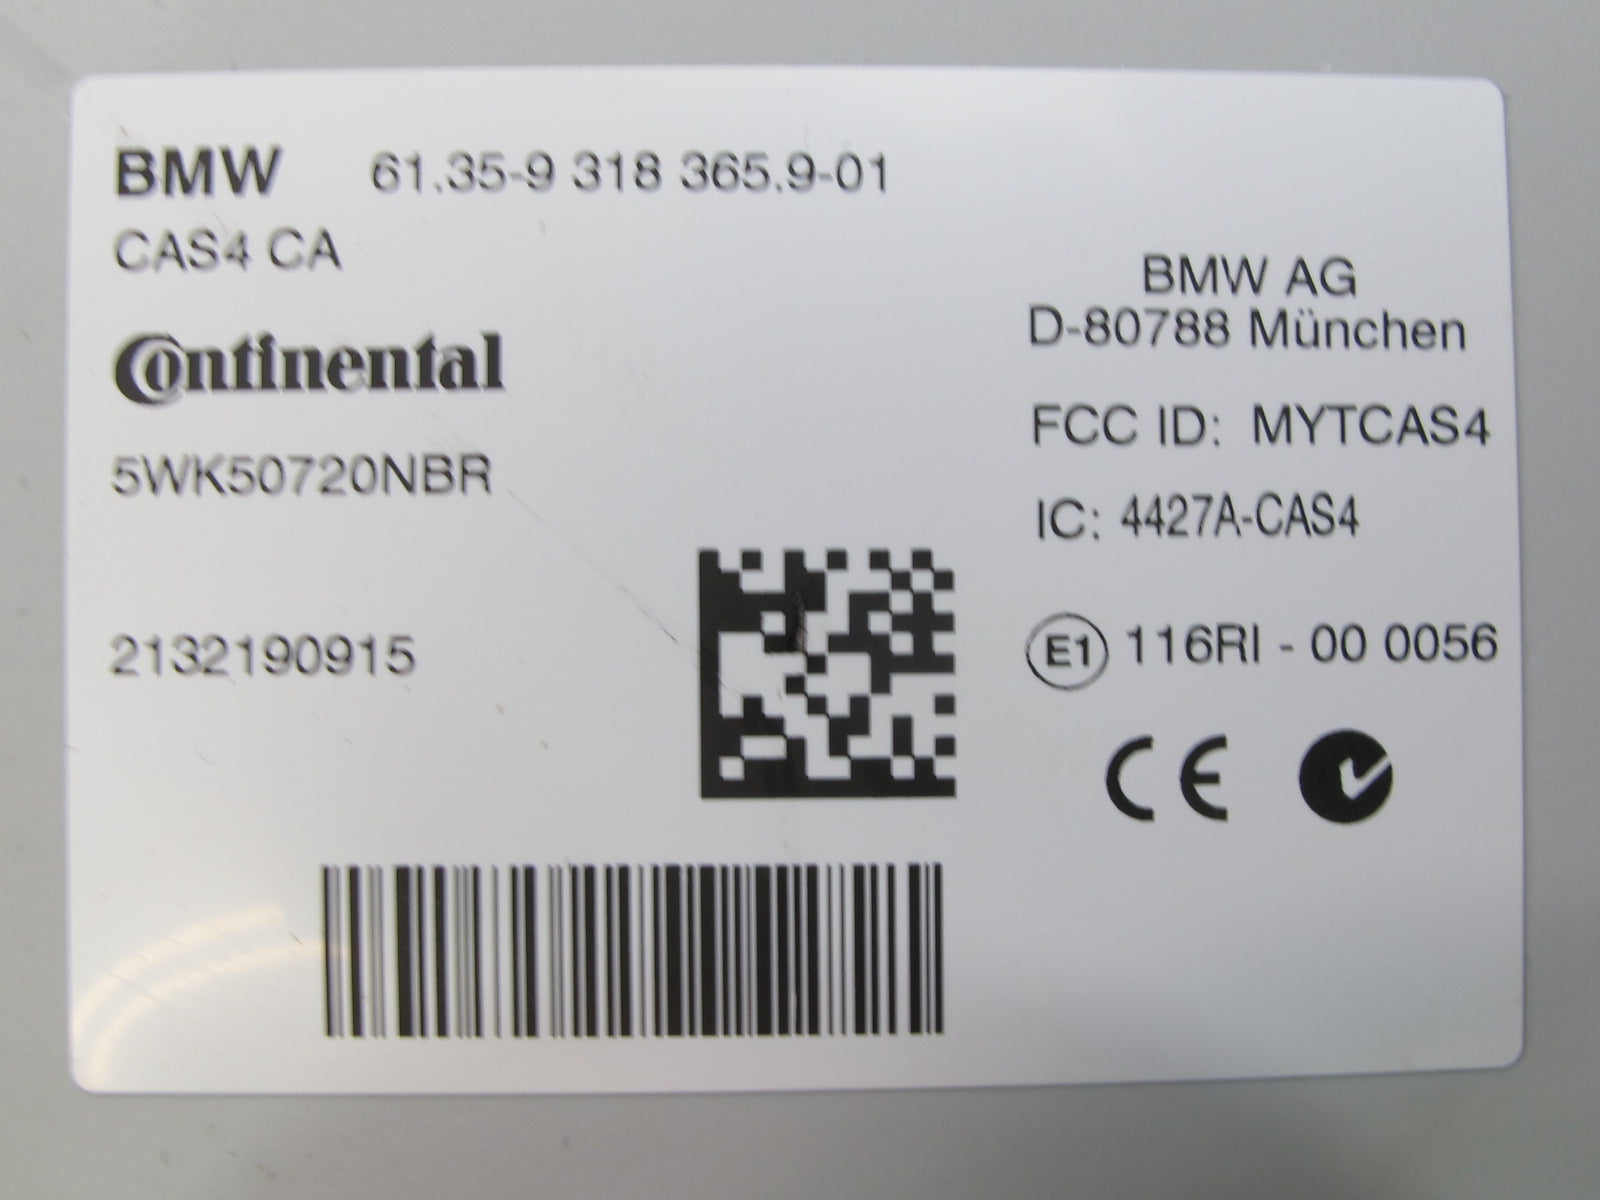 BMW 61.35-9 318 365.9-01
CAS4 CA
Continental
5WK50720NBR
2132190915
BMW AG
D-80788 München
FCC ID: MYTCAS4
IC: 4427A-CAS4
E1 116RI - 00 0056
CE